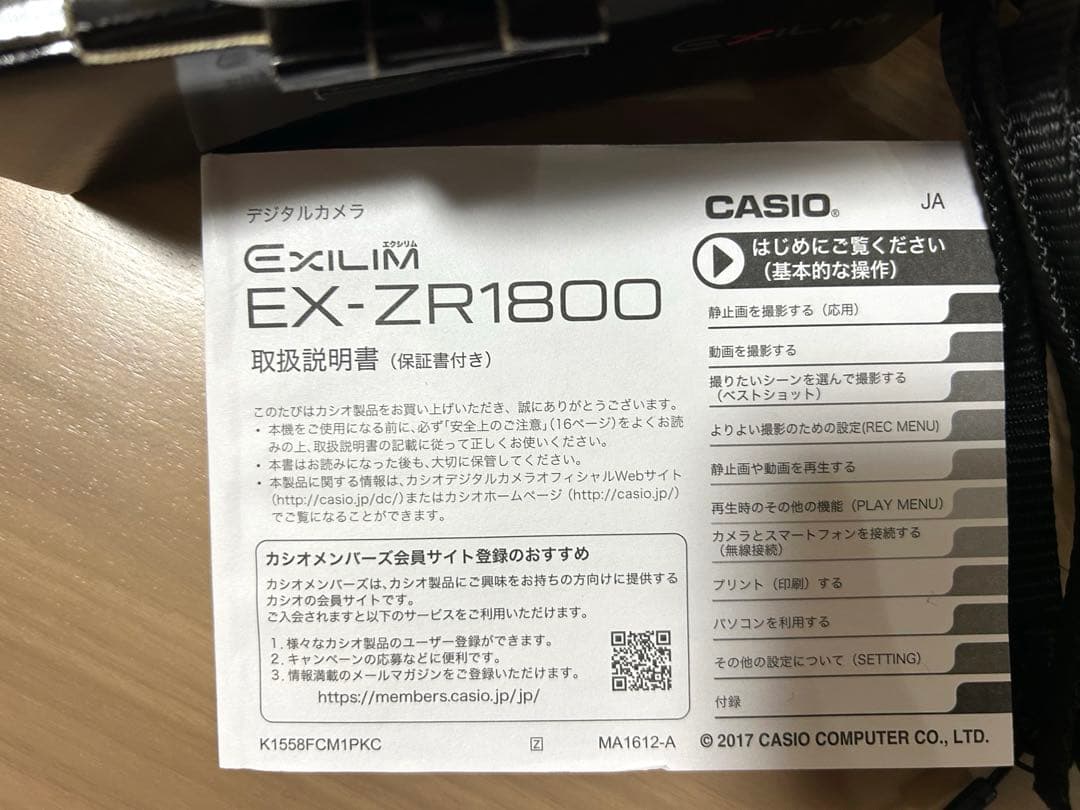 EXILIM
デジタルカメラ
エクシリム
EXILIM
EX-ZR1800
取扱説明書（保証書付き）
このたびはカシオ製品をお買い上げいただき、誠にありがとうございます。
• 本機をご使用になる前に、必ず「安全上のご注意」（16ページ）をよくお読
みの上、取扱説明書の記載に従って正しくお使いください。
• 本書はお読みになった後も、大切に保管してください。
• 本製品に関する情報は、カシオデジタルカメラオフィシャルWebサイト
（http://casio.jp/dc/）またはカシオホームページ（http://casio.jp/）
でご覧になることができます。
カシオメンバーズ会員サイト登録のおすすめ
カシオメンバーズは、カシオ製品にご興味をお持ちの方向けに提供する
カシオの会員サイトです。
ご入会されますと以下のサービスをご利用いただけます。
1. 様々なカシオ製品のユーザー登録ができます。
2. キャンペーンの応募などに便利です。
3. 情報満載のメールマガジンをご登録いただけます。
https://members.casio.jp/jp/
K1558FCM1PKC
Z
MA1612-A
CASIO®
JA
はじめにご覧ください
（基本的な操作）
静止画を撮影する（応用）
動画を撮影する
撮りたいシーンを選んで撮影する
（ベストショット）
よりよい撮影のための設定(REC MENU)
静止画や動画を再生する
再生時のその他の機能（PLAY MENU）
カメラとスマートフォンを接続する
（無線接続）
プリント（印刷）する
パソコンを利用する
その他の設定について（SETTING）
付録
© 2017 CASIO COMPUTER CO., LTD.